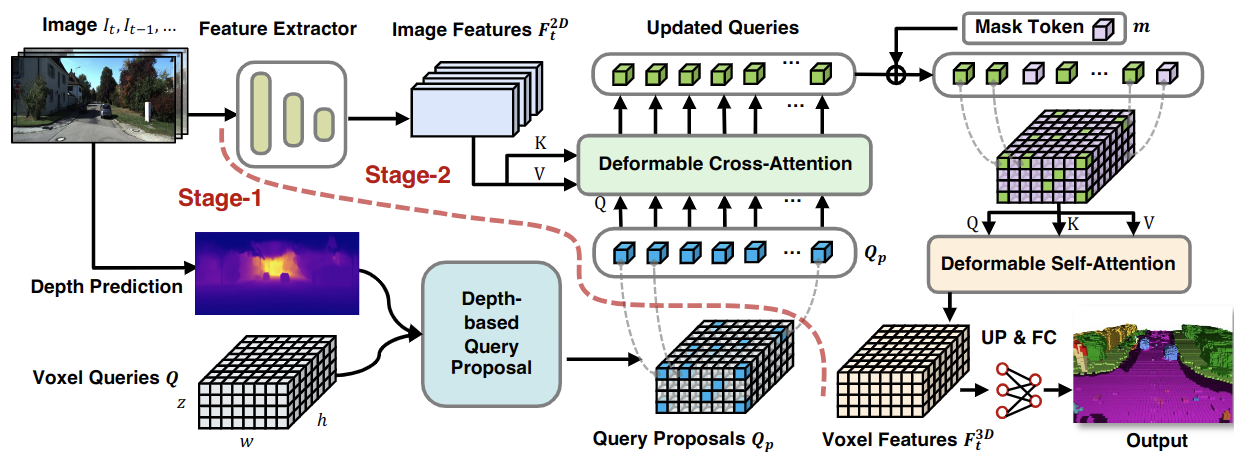 Image I_t, I_{t-1}, ...
Feature Extractor
Image Features F_t^{2D}
Updated Queries
Mask Token m
...
...
...
K
V
Deformable Cross-Attention
Stage-1
Stage-2
Q
...
... Q_p
Q K V
Deformable Self-Attention
Depth Prediction
Depth-
based
Query
Proposal
Voxel Queries Q
z
w
h
Query Proposals Q_p
UP & FC
Voxel Features F_t^{3D}
Output